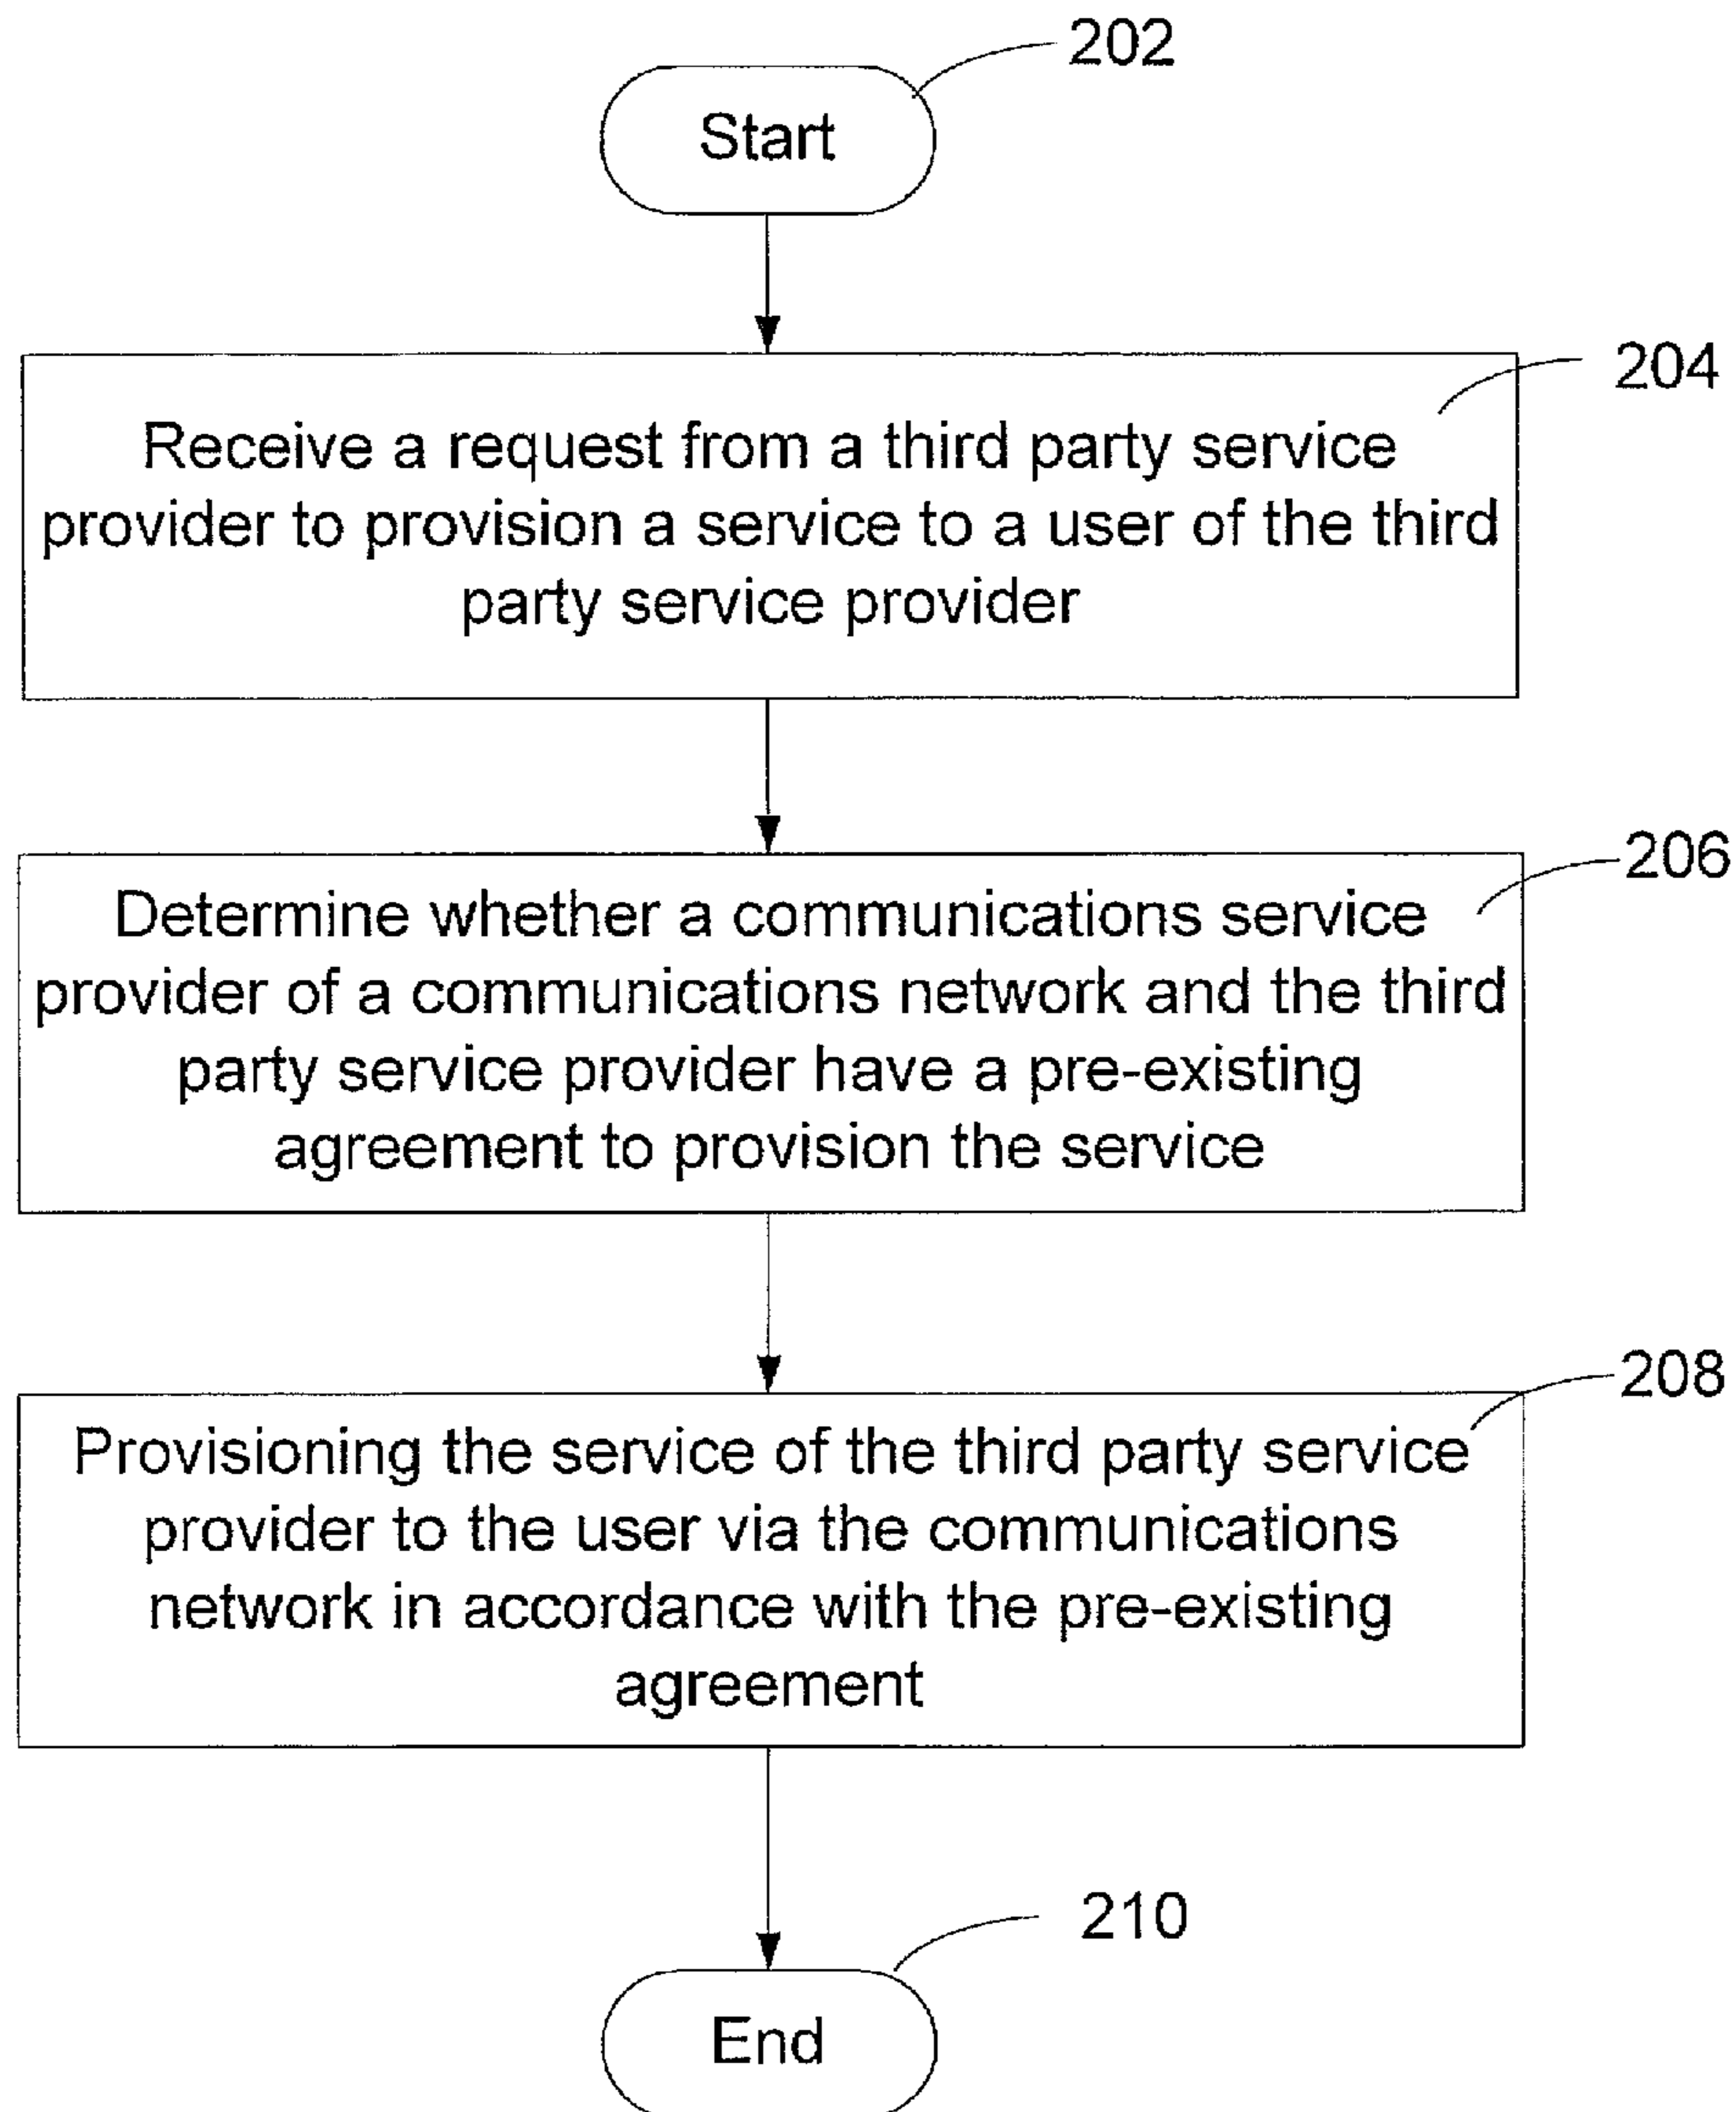 202
Start
204
Receive a request from a third party service
provider to provision a service to a user of the third
party service provider
206
Determine whether a communications service
provider of a communications network and the third
party service provider have a pre-existing
agreement to provision the service
208
Provisioning the service of the third party service
provider to the user via the communications
network in accordance with the pre-existing
agreement
210
End